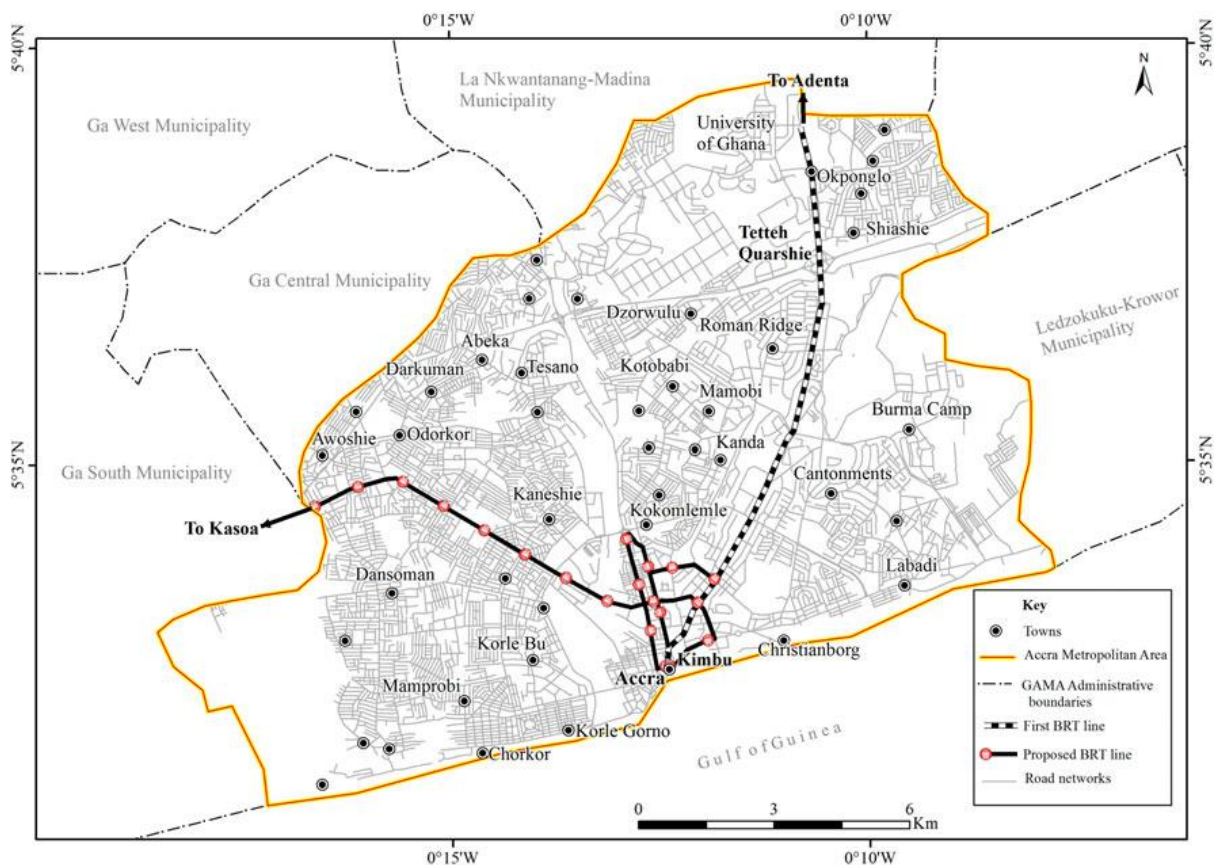 0°15'W
0°10'W
5°40'N
5°40'N
N
To Adenta
La Nkwantanang-Madina
Municipality
Ga West Municipality
University
of Ghana
Okponglo
Shiashie
Tetteh
Quarshie
Ga Central Municipality
Ledzokuku-Krowor
Municipality
Dzorwulu
Roman Ridge
Abeka
Tesano
Darkuman
Kotobabi
Mamobi
Burma Camp
Awoshie
Odorkor
Kanda
5°35'N
5°35'N
Ga South Municipality
Cantonments
Kaneshie
Kokomlemle
To Kasoa
Dansoman
Labadi
Korle Bu
Christianborg
Kimbu
Accra
Mamprobi
Korle Gorno
Chorkor
Gulf of Guinea
Key
Towns
Accra Metropolitan Area
GAMA Administrative
boundaries
First BRT line
Proposed BRT line
Road networks
0 3 6
Km
0°15'W
0°10'W